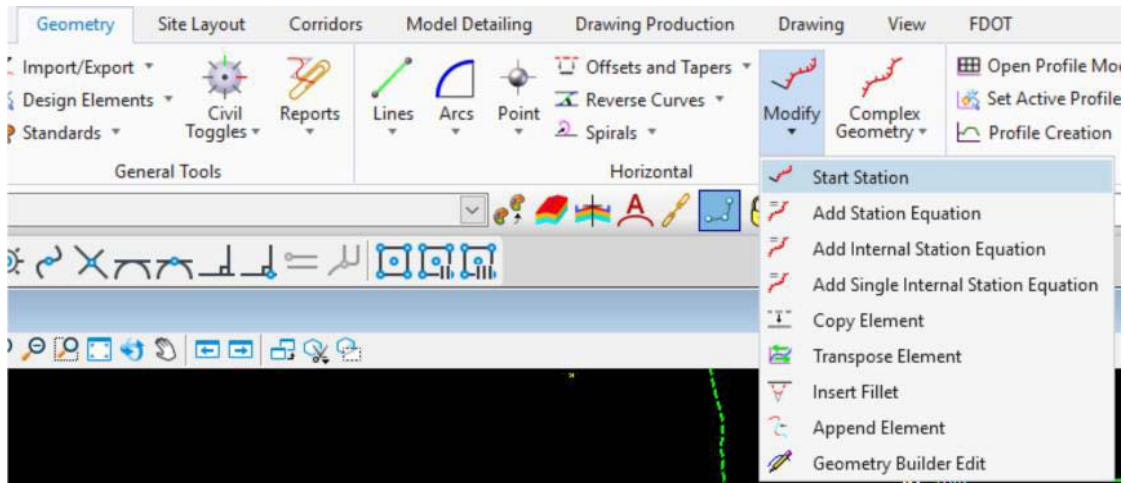 Geometry Site Layout Corridors Model Detailing Drawing Production Drawing View FDOT
Import/Export
Design Elements
Standards
Civil
Toggles
Reports
Lines
Arcs
Point
Offsets and Tapers
Reverse Curves
Spirals
Modify
Complex
Geometry
Open Profile Mo
Set Active Profile
Profile Creation
General Tools
Horizontal
Start Station
Add Station Equation
Add Internal Station Equation
Add Single Internal Station Equation
Copy Element
Transpose Element
Insert Fillet
Append Element
Geometry Builder Edit